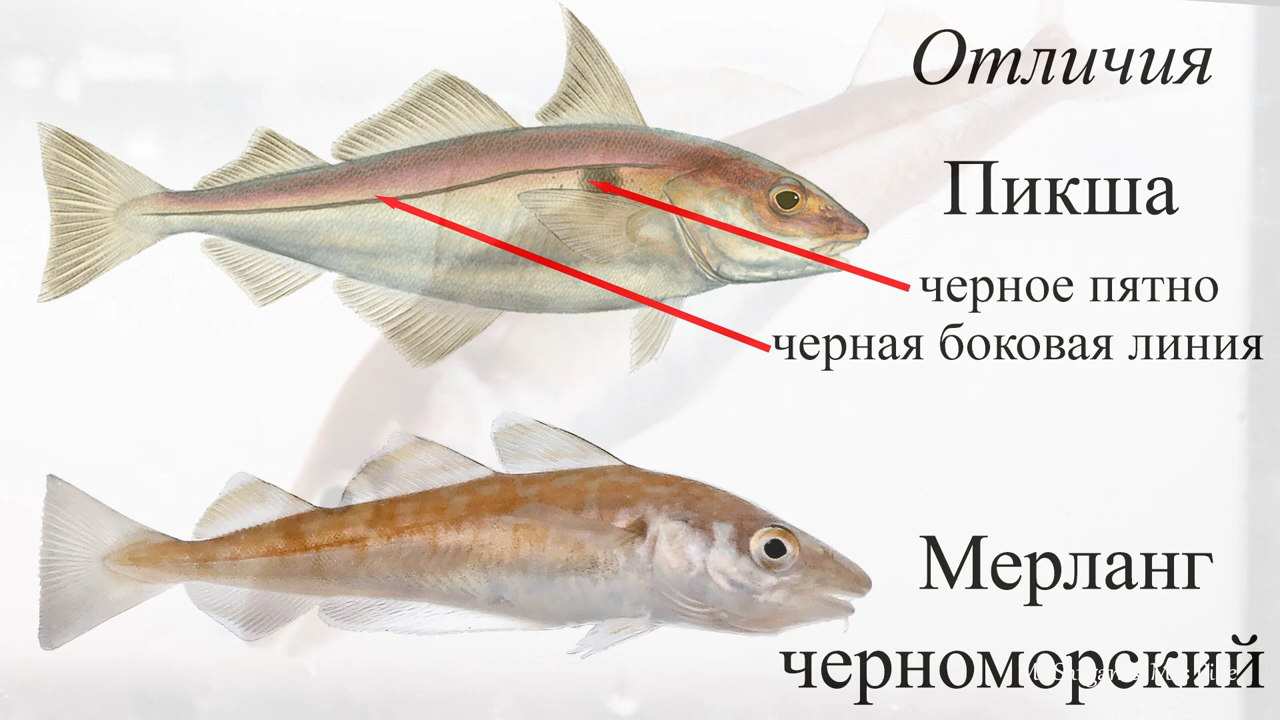 Отличия
Пикша
черное пятно
черная боковая линия
Мерланг
черноморский